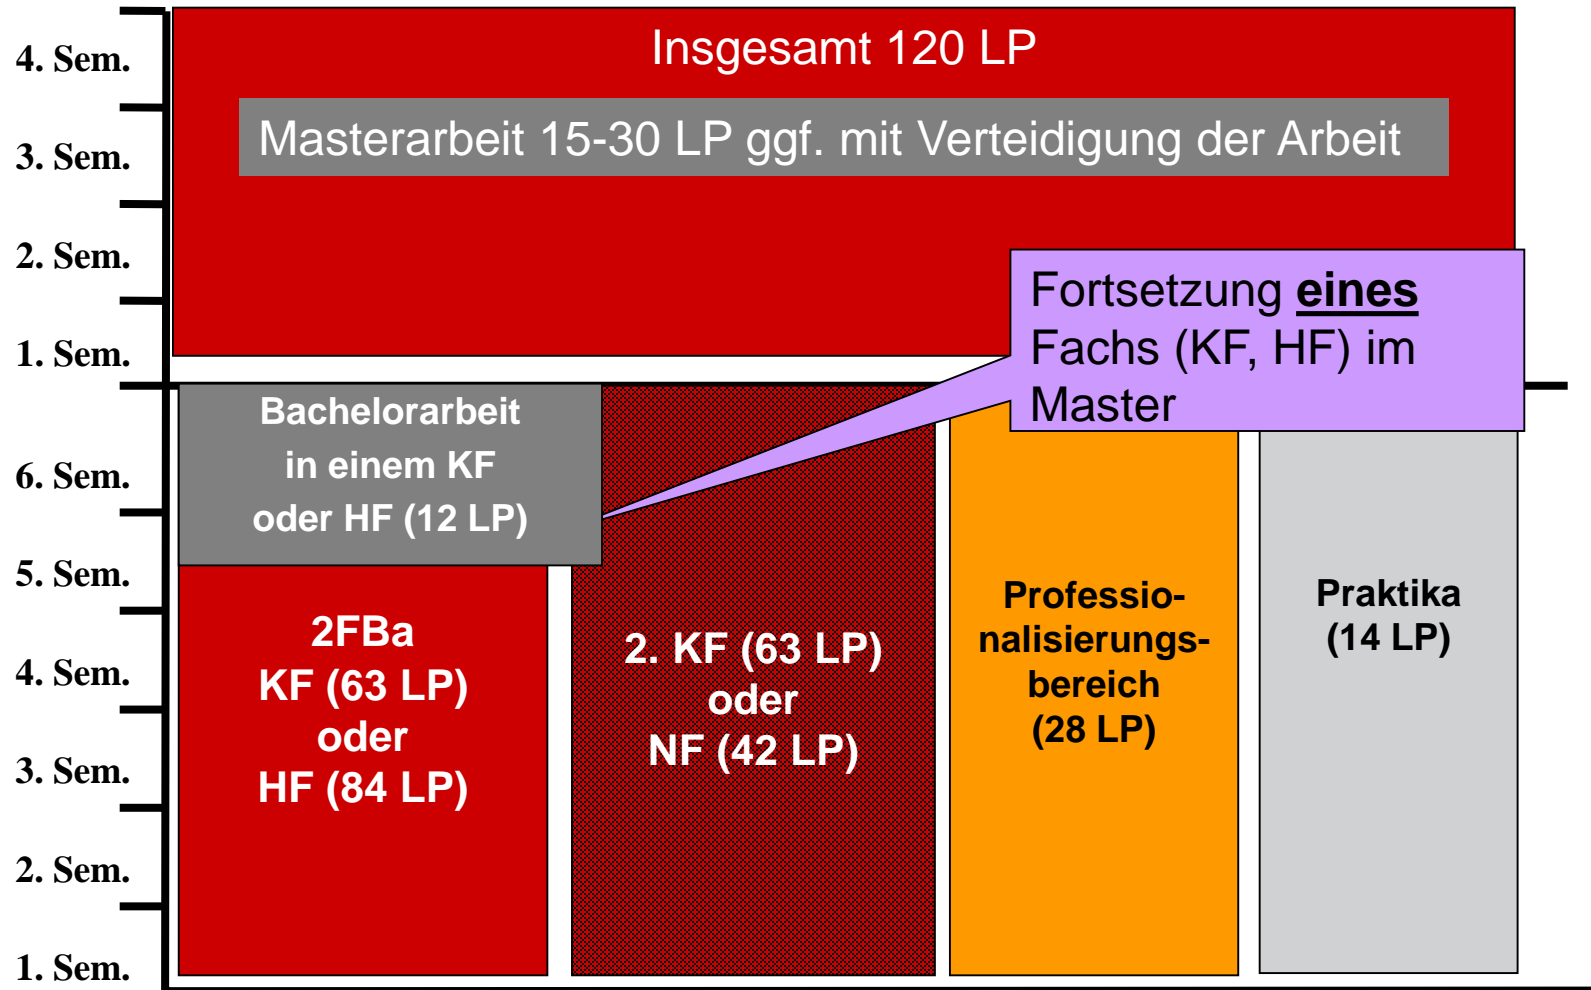 4. Sem.
3. Sem.
2. Sem.
1. Sem.
Insgesamt 120 LP
Masterarbeit 15-30 LP ggf. mit Verteidigung der Arbeit
Fortsetzung eines
Fachs (KF, HF) im
Master
6. Sem.
5. Sem.
4. Sem.
3. Sem.
2. Sem.
1. Sem.
Bachelorarbeit
in einem KF
oder HF (12 LP)
2FBa
KF (63 LP)
oder
HF (84 LP)
2. KF (63 LP)
oder
NF (42 LP)
Professio-
nalisierungs-
bereich
(28 LP)
Praktika
(14 LP)